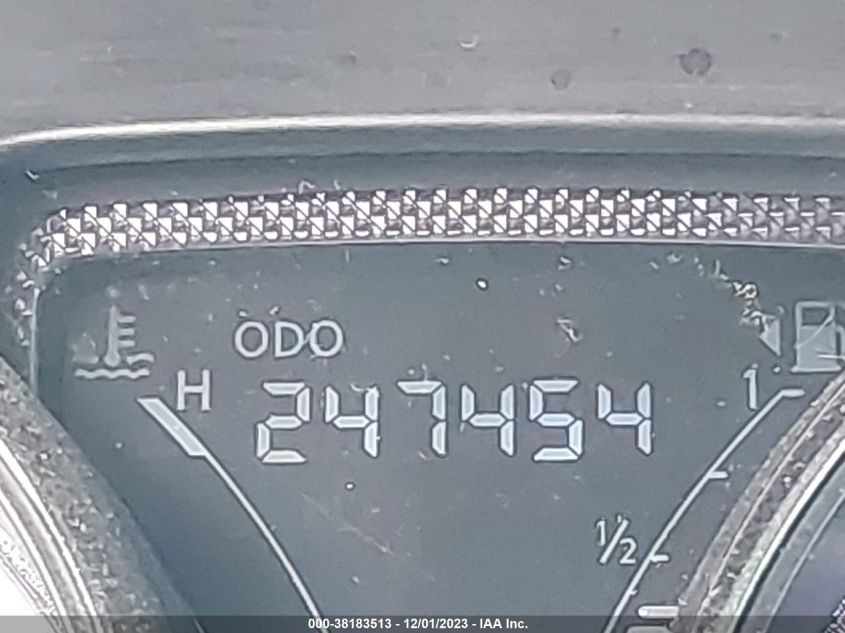 ODO
H 247454 1
1/2
000-38183513 - 12/01/2023 - IAA Inc.